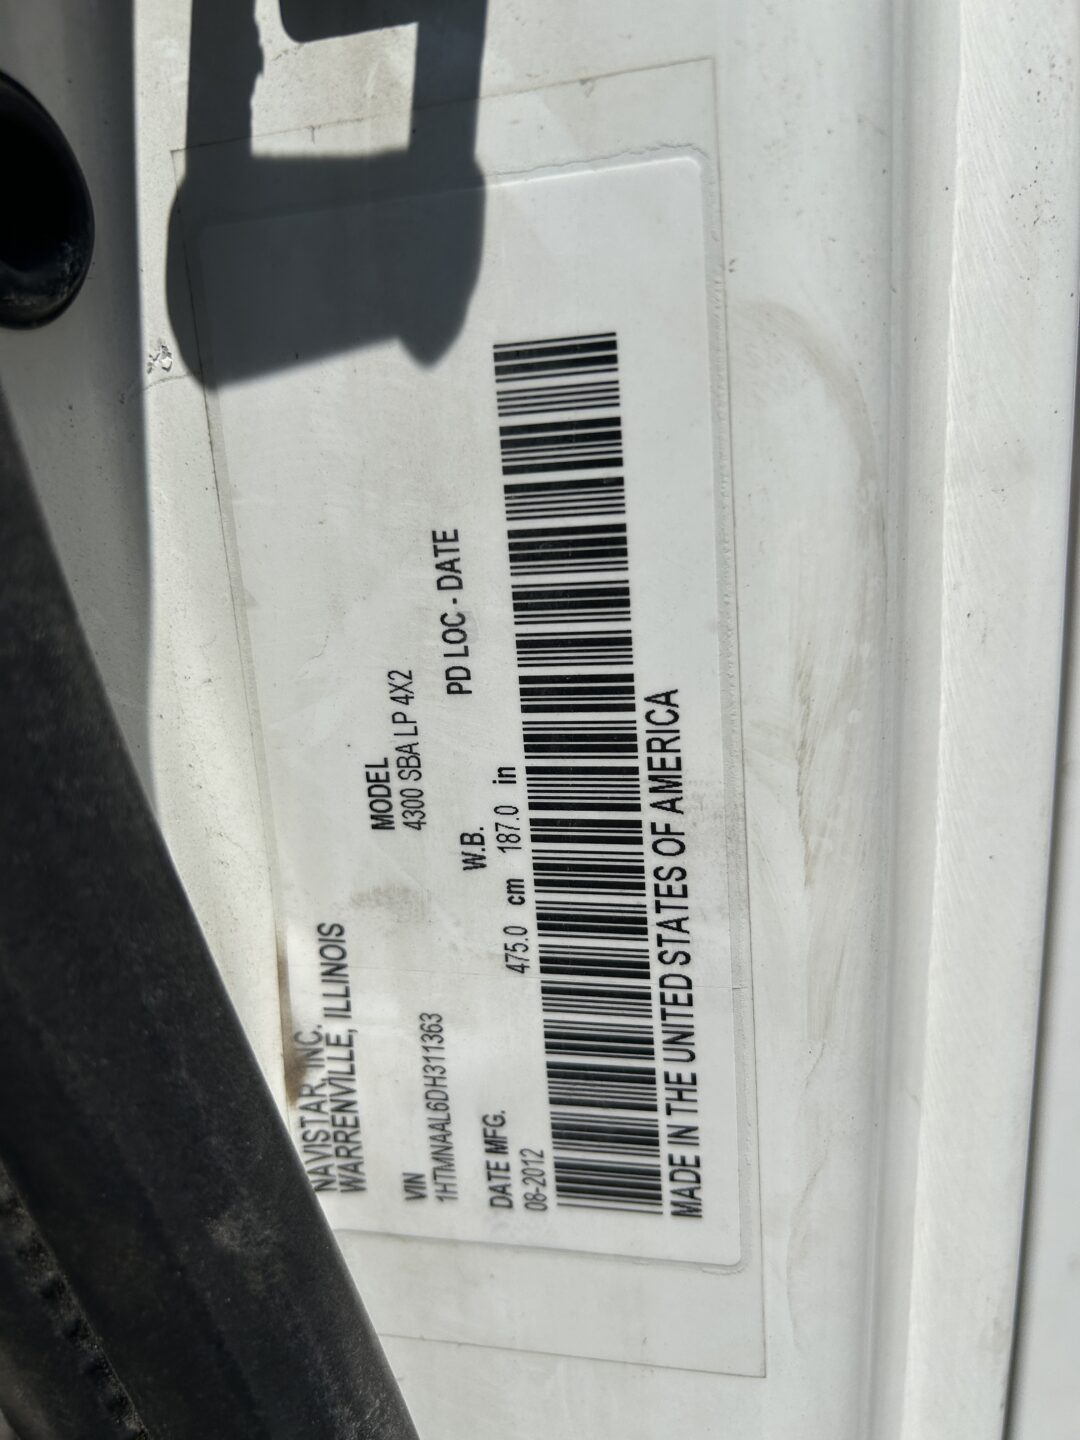 NAVISTAR, INC.
WARRENVILLE, ILLINOIS
MODEL
4300 SBA LP 4X2
VIN
1HTMNAAL6DH311363
W.B.
PD LOC - DATE
DATE MFG.
475.0 cm 187.0 in
08-2012
MADE IN THE UNITED STATES OF AMERICA